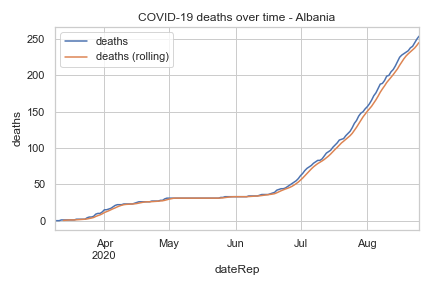 COVID-19 deaths over time - Albania
deaths
deaths (rolling)
250
200
150
100
50
0
deaths
Apr
2020
May
Jun
Jul
Aug
dateRep